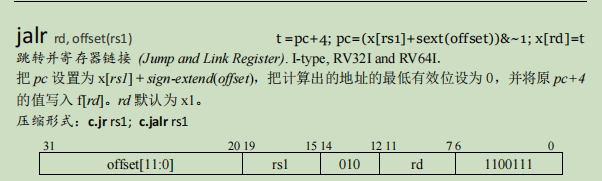 jalr rd, offset(rs1) t =pc+4; pc=(x[rs1]+sext(offset))&~1; x[rd]=t
跳转并寄存器链接 (Jump and Link Register). I-type, RV32I and RV64I.
把 pc 设置为 x[rs1] + sign-extend(offset)，把计算出的地址的最低有效位设为 0，并将原 pc+4
的值写入 f[rd]。rd 默认为 x1。
压缩形式：c.jr rs1; c.jalr rs1
31 20 19 15 14 12 11 7 6 0
offset[11:0] rs1 010 rd 1100111